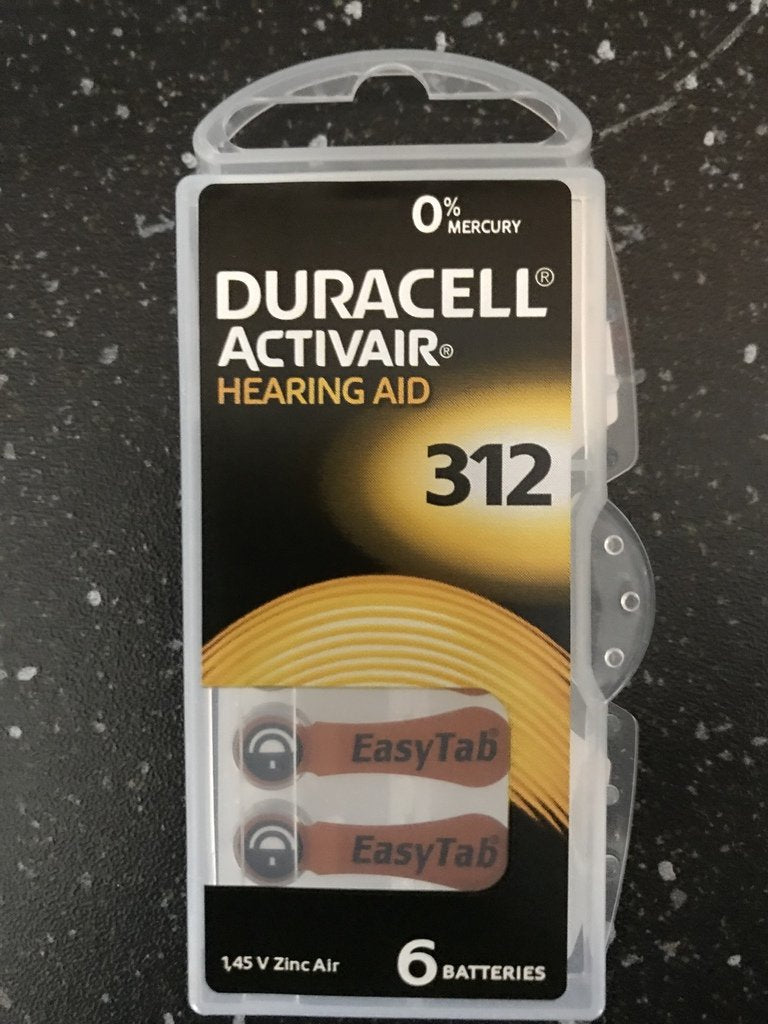 0%
MERCURY
DURACELL®
ACTIVAIR®
HEARING AID
312
EasyTab®
EasyTab®
1,45 V Zinc Air
6 BATTERIES